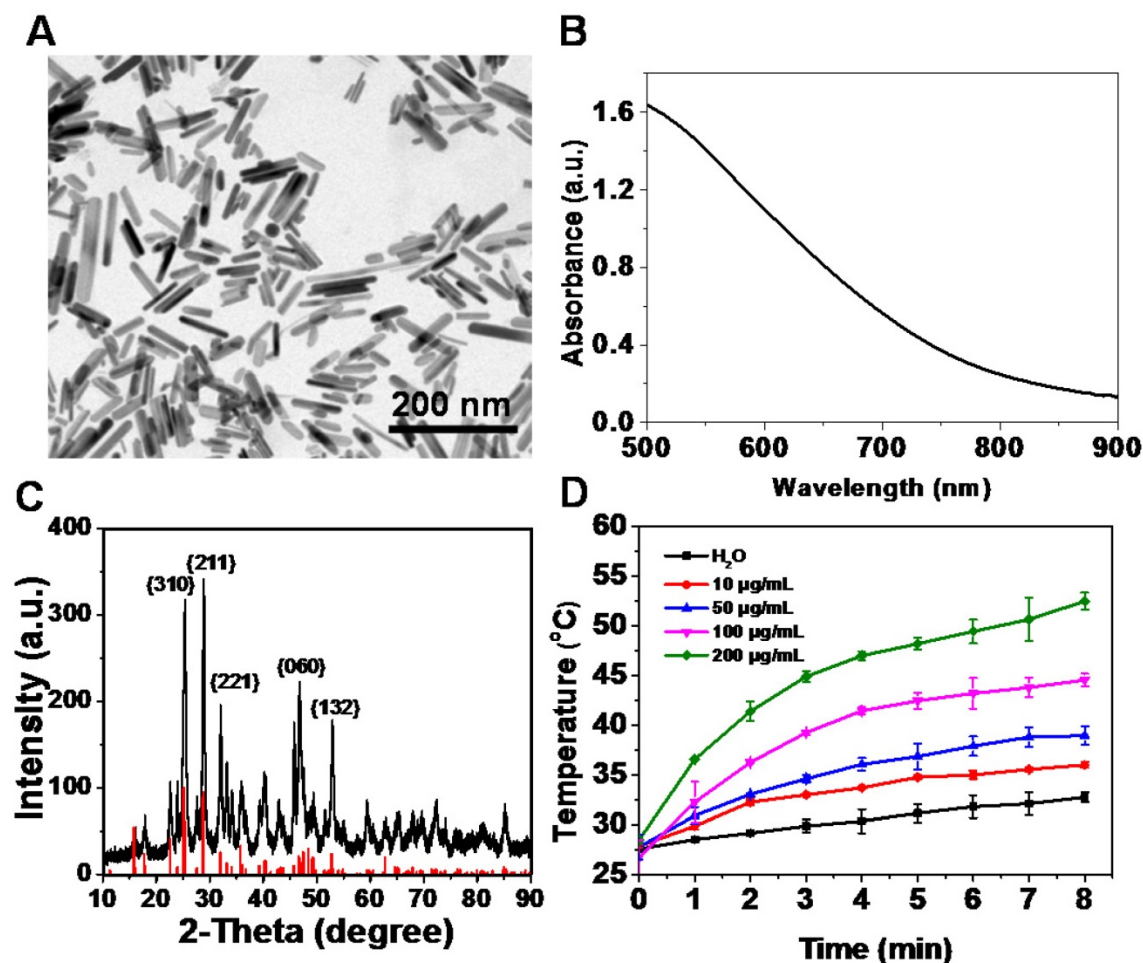 A
200 nm
B
1.6
1.2
0.8
0.4
0.0
Absorbance (a.u.)
500 600 700 800 900
Wavelength (nm)
C
400
300
200
100
0
Intensity (a.u.)
{310}
{211}
{221}
{060}
{132}
10 20 30 40 50 60 70 80 90
2-Theta (degree)
D
60
55
50
45
40
35
30
25
Temperature (°C)
H₂O
10 µg/mL
50 µg/mL
100 µg/mL
200 µg/mL
0 1 2 3 4 5 6 7 8
Time (min)